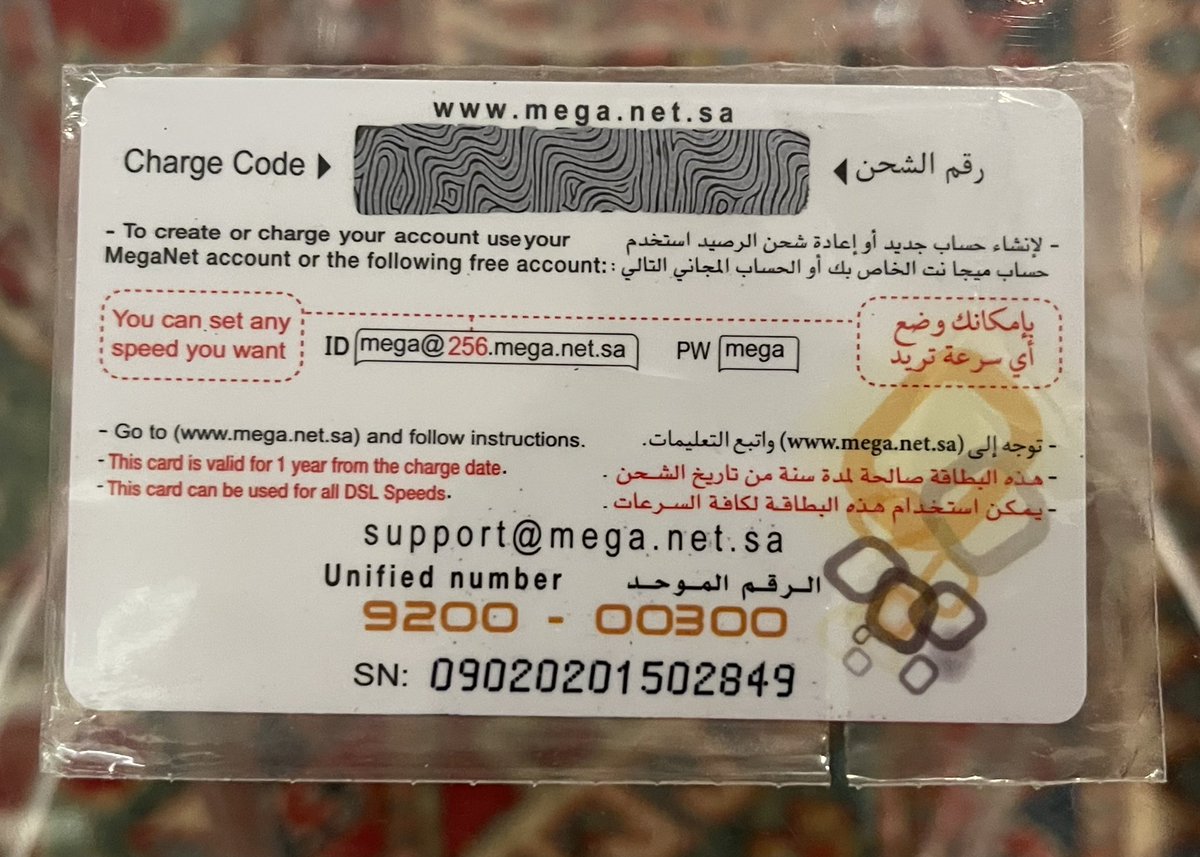 www.mega.net.sa
Charge Code
رقم الشحن
- To create or charge your account use your
MegaNet account or the following free account:
- لإنشاء حساب جديد أو إعادة شحن الرصيد استخدم
حساب ميجا نت الخاص بك أو الحساب المجاني التالي :
You can set any
speed you want
ID mega@256.mega.net.sa
PW mega
بإمكانك وضع
أي سرعة تريد
- Go to (www.mega.net.sa) and follow instructions.
- توجه إلى (www.mega.net.sa) واتبع التعليمات.
- This card is valid for 1 year from the charge date.
- هذه البطاقة صالحة لمدة سنة من تاريخ الشحن .
- This card can be used for all DSL Speeds.
- يمكن استخدام هذه البطاقة لكافة السرعات .
support@mega.net.sa
Unified number الرقم الموحد
9200 - 00300
SN: 09020201502849